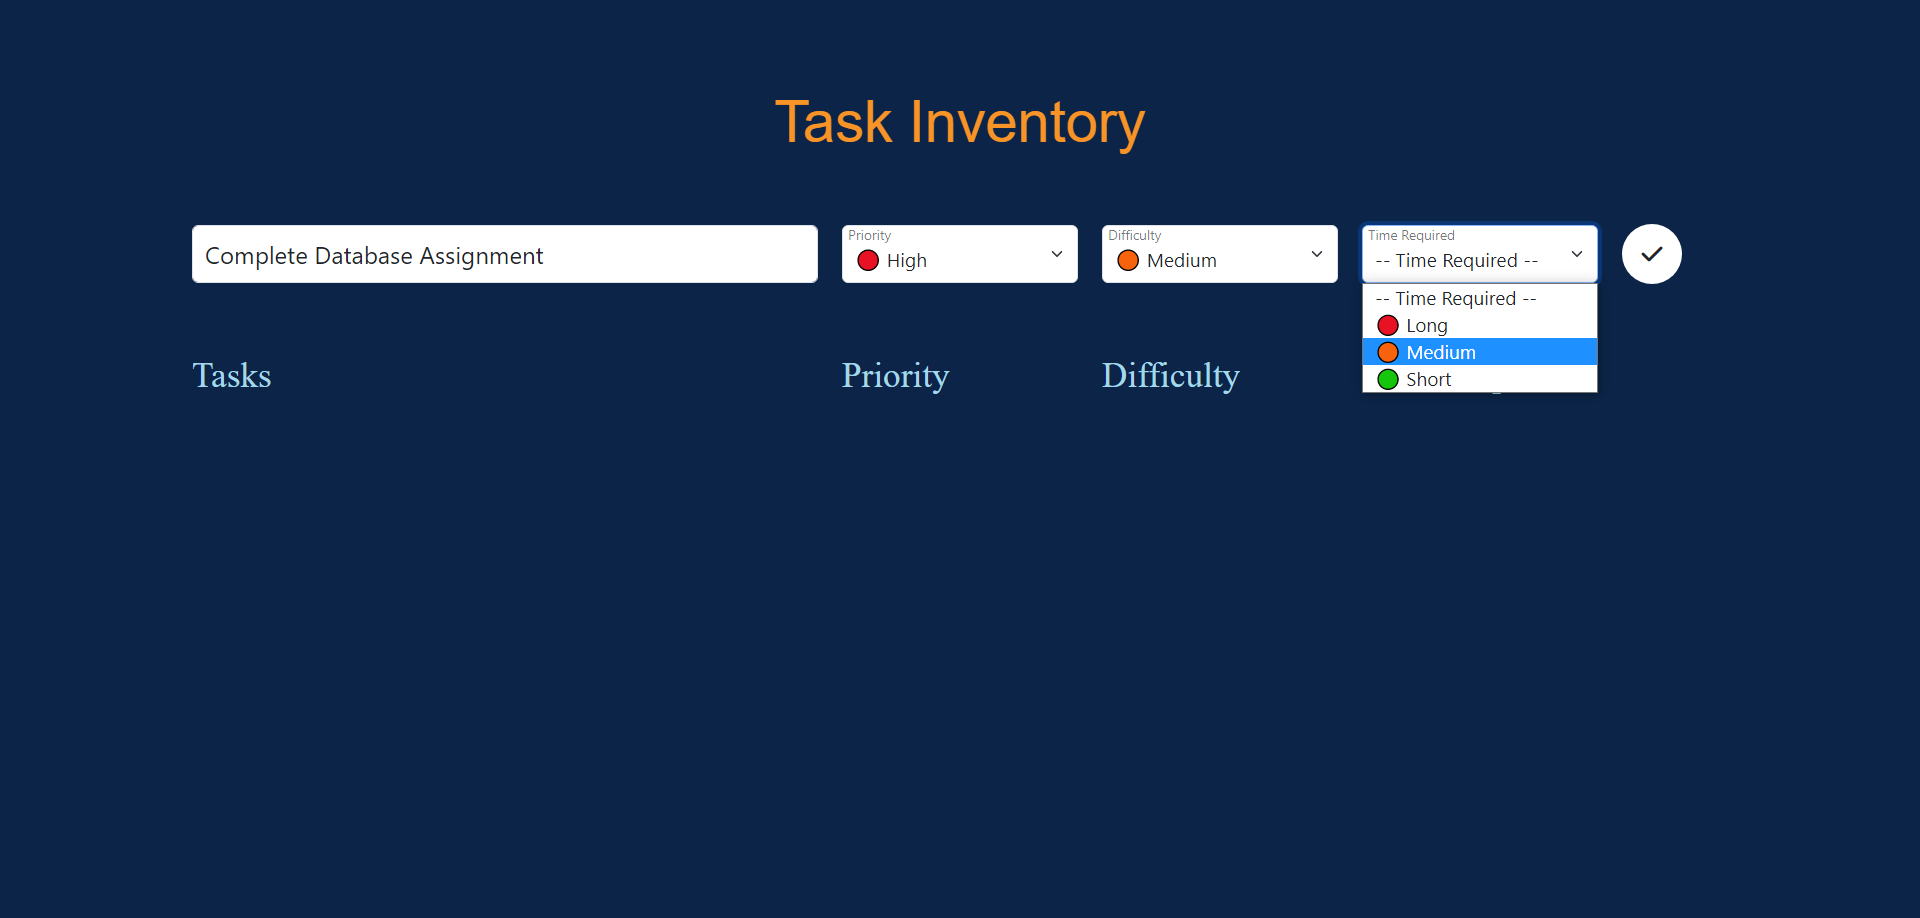 Task Inventory
Complete Database Assignment
Priority
High
Difficulty
Medium
Time Required
-- Time Required --
-- Time Required --
Long
Medium
Short
Tasks
Priority
Difficulty